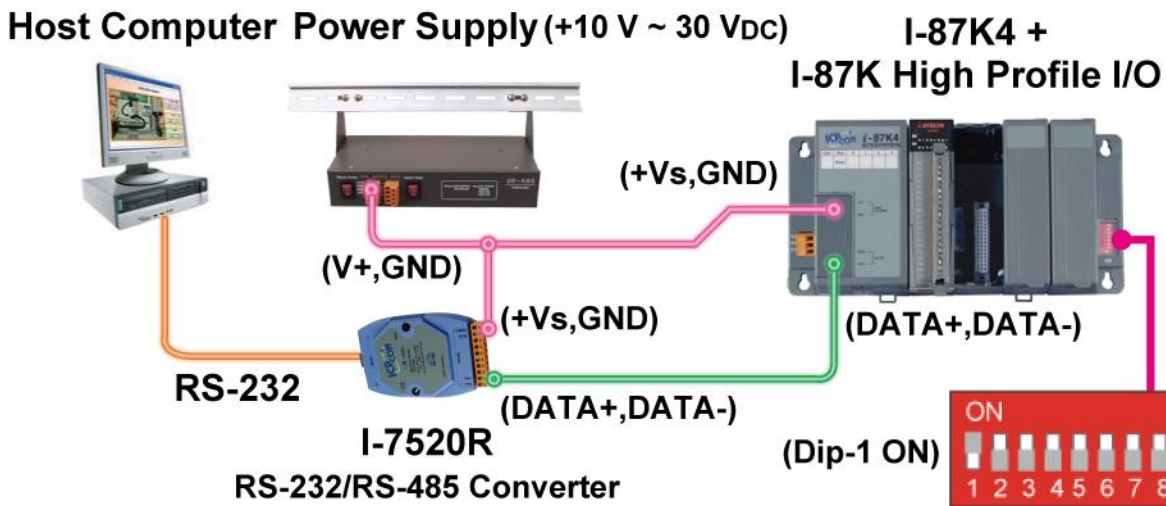 Host Computer
Power Supply (+10 V ~ 30 VDC)
I-87K4 +
I-87K High Profile I/O
i-87K4
(+Vs,GND)
(V+,GND)
(+Vs,GND)
(DATA+,DATA-)
RS-232
(DATA+,DATA-)
I-7520R
RS-232/RS-485 Converter
(Dip-1 ON)
ON
1 2 3 4 5 6 7 8